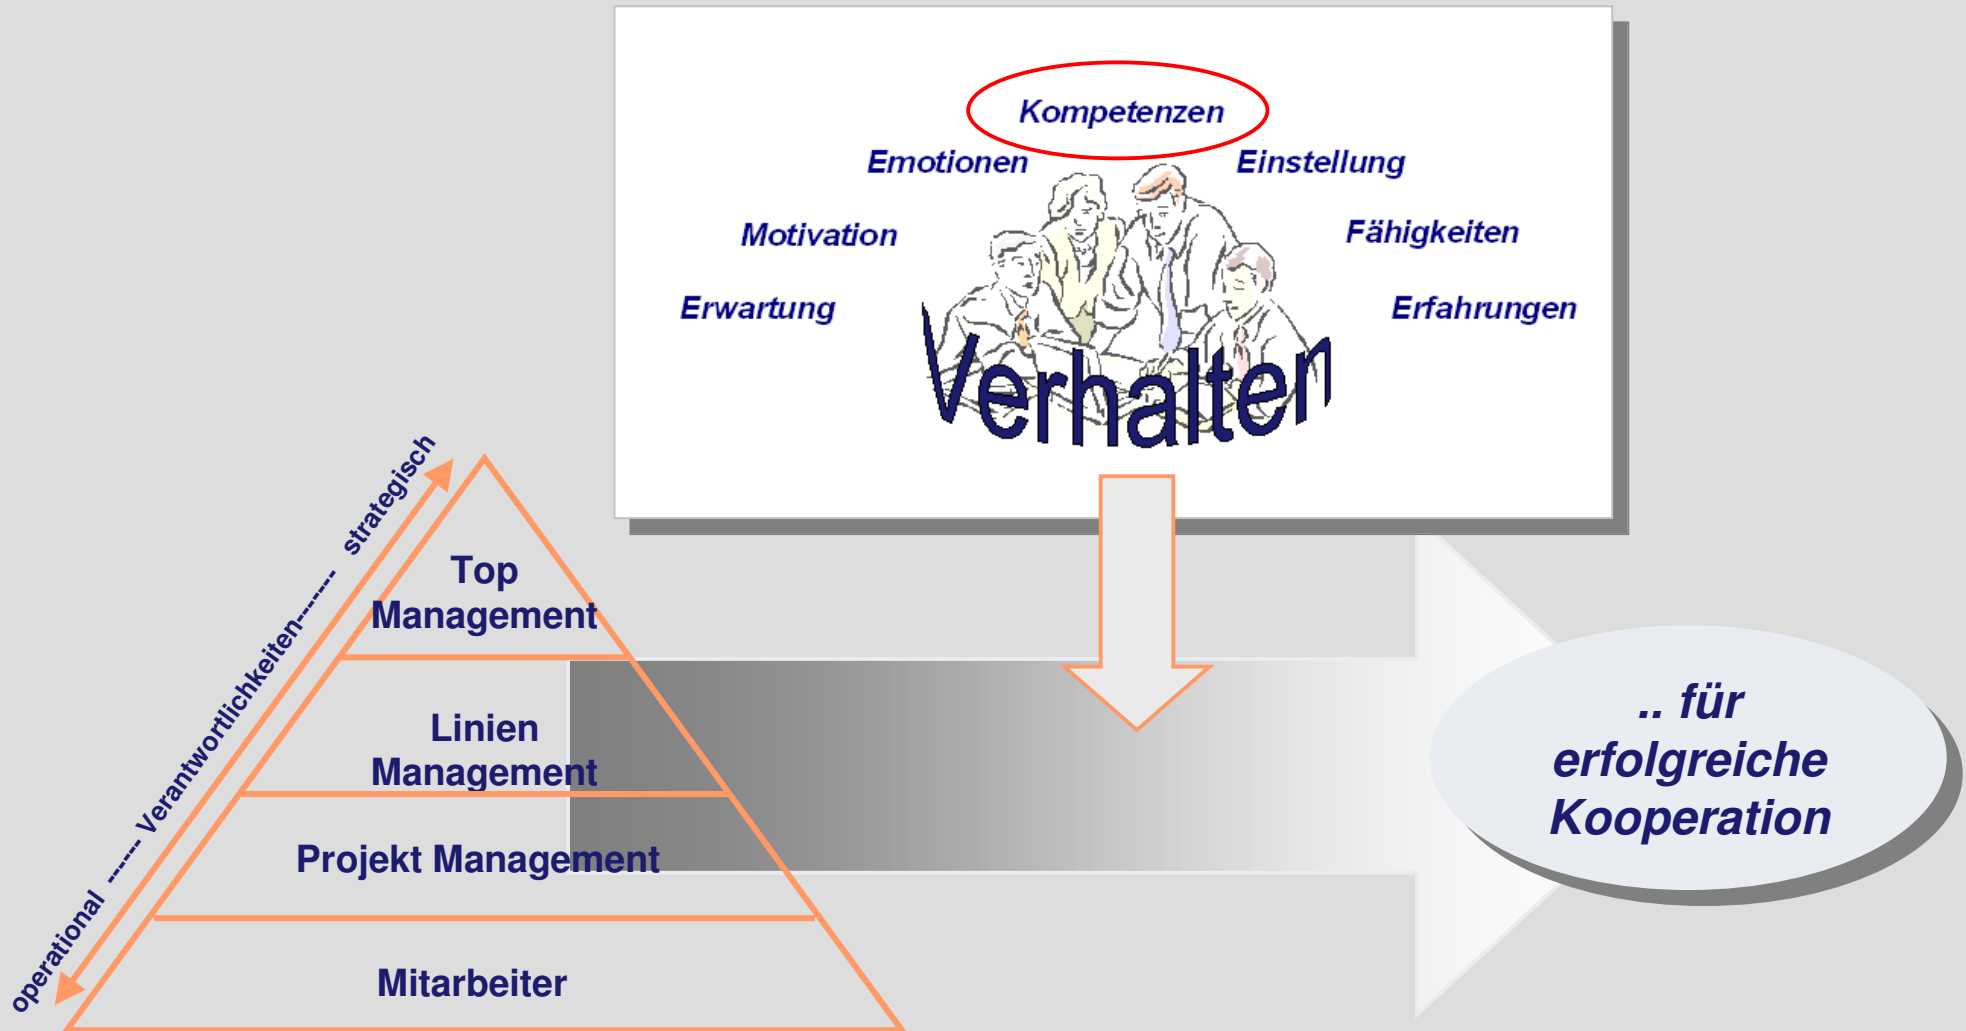 Kompetenzen
Emotionen
Einstellung
Motivation
Fähigkeiten
Erwartung
Erfahrungen
Verhalten
operational ------ Verantwortlichkeiten------- strategisch
Top
Management
Linien
Management
Projekt Management
Mitarbeiter
.. für
erfolgreiche
Kooperation